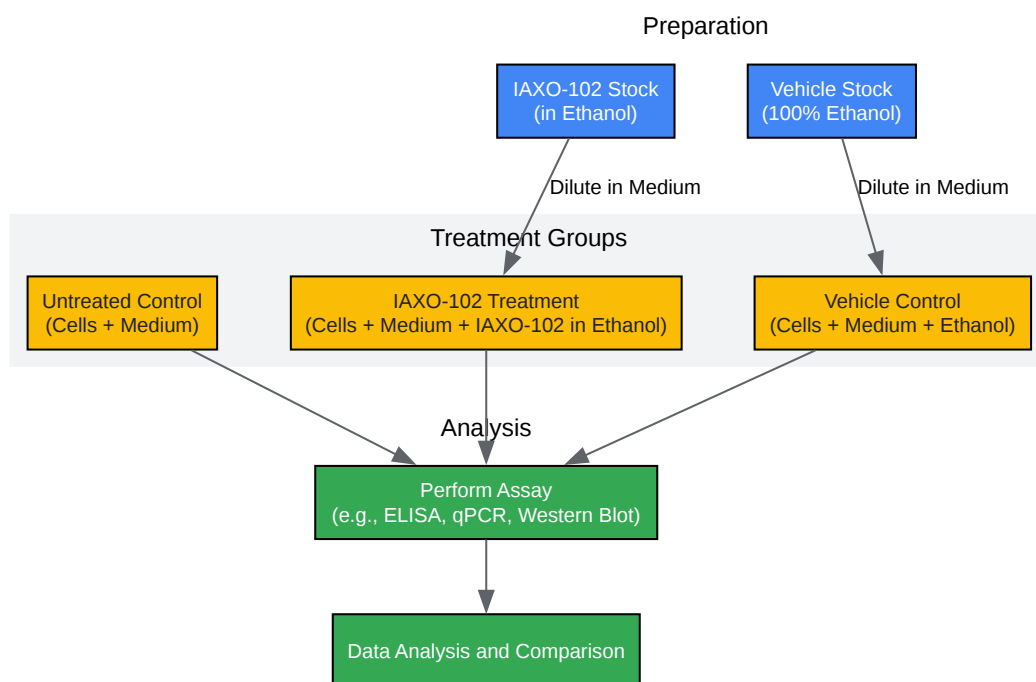 Preparation
IAXO-102 Stock
(in Ethanol)
Vehicle Stock
(100% Ethanol)
Dilute in Medium
Dilute in Medium
Treatment Groups
Untreated Control
(Cells + Medium)
IAXO-102 Treatment
(Cells + Medium + IAXO-102 in Ethanol)
Vehicle Control
(Cells + Medium + Ethanol)
Analysis
Perform Assay
(e.g., ELISA, qPCR, Western Blot)
Data Analysis and Comparison